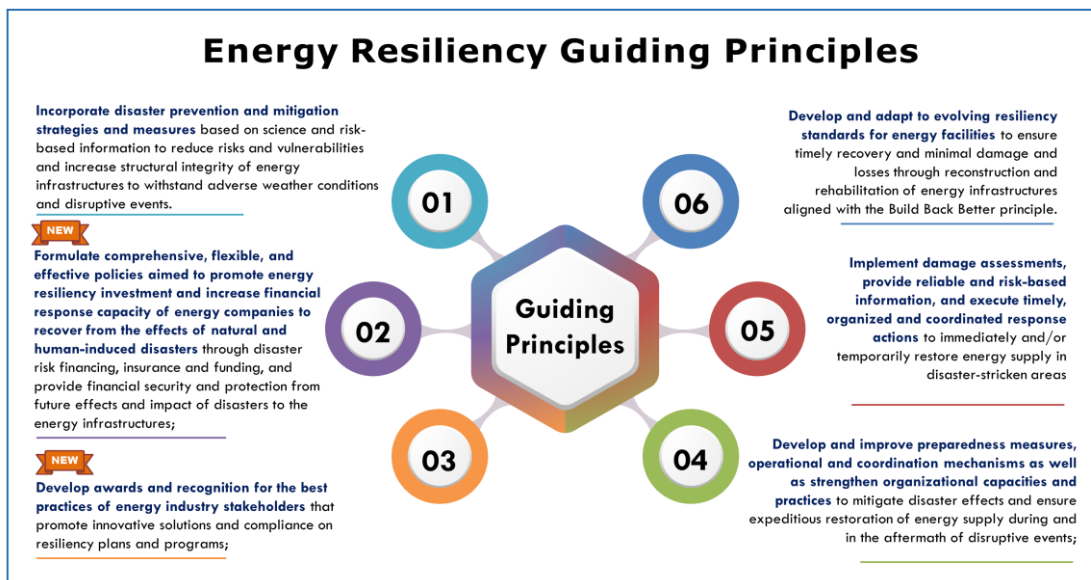 Energy Resiliency Guiding Principles
Incorporate disaster prevention and mitigation
strategies and measures based on science and risk-
based information to reduce risks and vulnerabilities
and increase structural integrity of energy
infrastructures to withstand adverse weather conditions
and disruptive events.
01
NEW
Formulate comprehensive, flexible, and
effective policies aimed to promote energy
resiliency investment and increase financial
response capacity of energy companies to
recover from the effects of natural and
human-induced disasters through disaster
risk financing, insurance and funding, and
provide financial security and protection from
future effects and impact of disasters to the
energy infrastructures;
02
NEW
Develop awards and recognition for the best
practices of energy industry stakeholders that
promote innovative solutions and compliance on
resiliency plans and programs;
03
Guiding
Principles
06
Develop and adapt to evolving resiliency
standards for energy facilities to ensure
timely recovery and minimal damage and
losses through reconstruction and
rehabilitation of energy infrastructures
aligned with the Build Back Better principle.
05
Implement damage assessments,
provide reliable and risk-based
information, and execute timely,
organized and coordinated response
actions to immediately and/or
temporarily restore energy supply in
disaster-stricken areas
04
Develop and improve preparedness measures,
operational and coordination mechanisms as well
as strengthen organizational capacities and
practices to mitigate disaster effects and ensure
expeditious restoration of energy supply during and
in the aftermath of disruptive events;